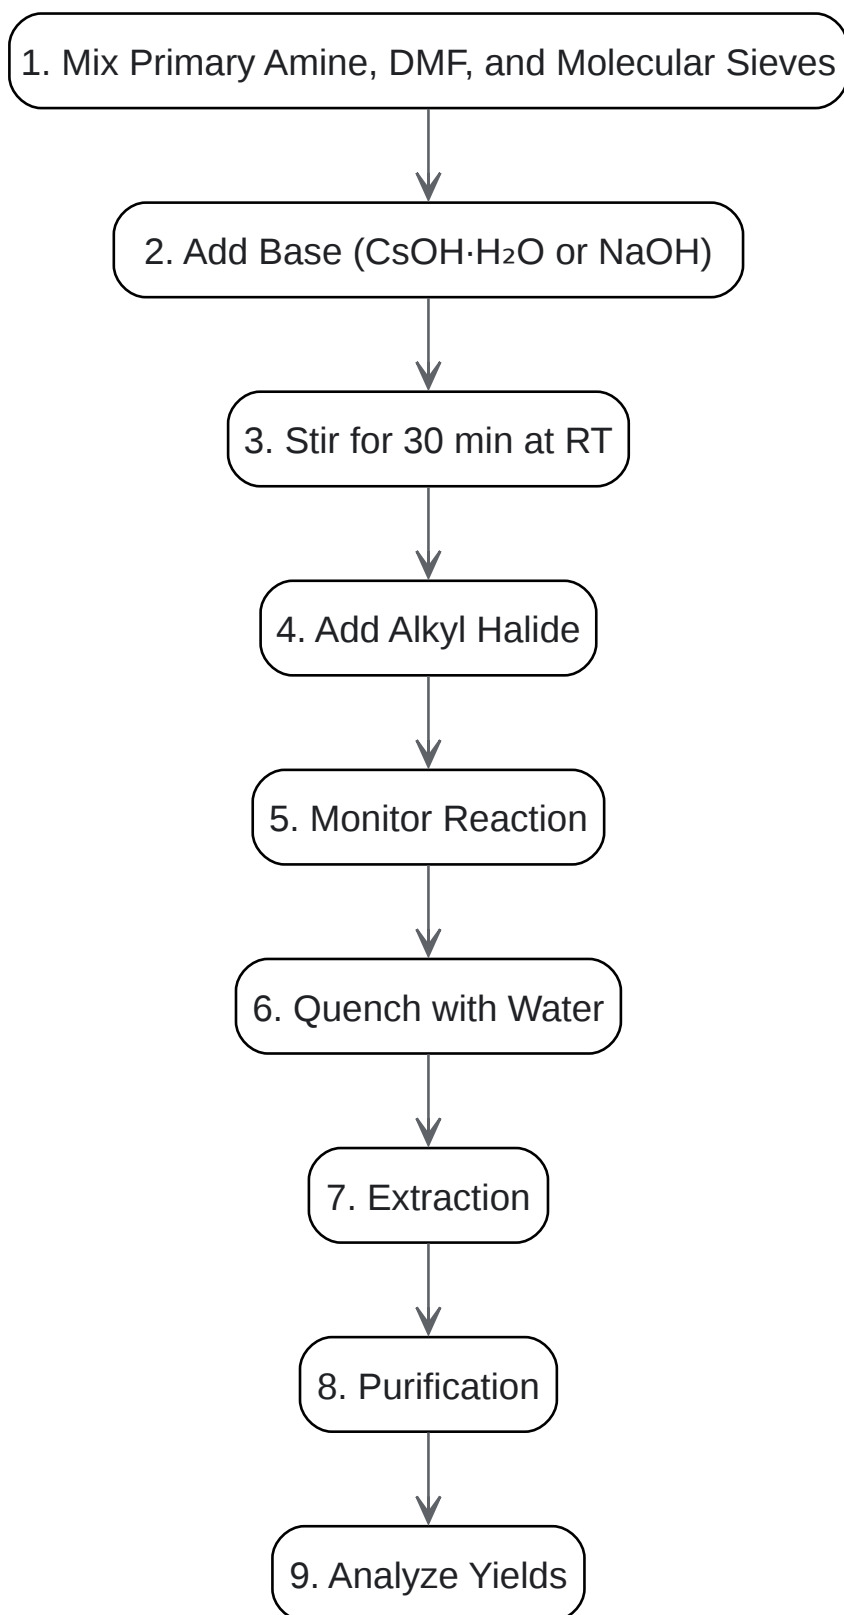 1. Mix Primary Amine, DMF, and Molecular Sieves
2. Add Base (CsOH·H₂O or NaOH)
3. Stir for 30 min at RT
4. Add Alkyl Halide
5. Monitor Reaction
6. Quench with Water
7. Extraction
8. Purification
9. Analyze Yields